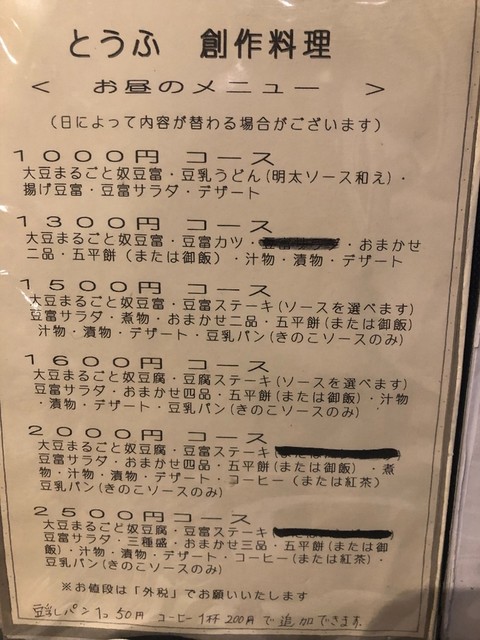 とうふ　創作料理
＜　お昼のメニュー　＞
（日によって内容が替わる場合がございます）
１０００円　コース
大豆まるごと奴豆富・豆乳うどん(明太ソース和え)・
揚げ豆富・豆富サラダ・デザート
１３００円　コース
大豆まるごと奴豆富・豆富カツ・・おまかせ
二品・五平餅（または御飯）・汁物・漬物・デザート
１５００円　コース
大豆まるごと奴豆富・豆富ステーキ(ソースを選べます)
豆富サラダ・煮物・おまかせ二品・五平餅(または御飯)
汁物・漬物・デザート・豆乳パン(きのこソースのみ)
１６００円　コース
大豆まるごと奴豆腐・豆腐ステーキ(ソースを選べます)
豆富サラダ・おまかせ四品・五平餅(または御飯)・汁物
・漬物・デザート・豆乳パン(きのこソースのみ)
２０００円　コース
大豆まるごと奴豆腐・豆富ステーキ
豆富サラダ・おまかせ四品・五平餅(または御飯)・煮
物・汁物・漬物・デザート・コーヒー（または紅茶）
豆乳パン(きのこソースのみ)
２５００円　コース
大豆まるごと奴豆腐・豆富ステーキ
豆富サラダ・三種盛・おまかせ三品・五平餅(または御
飯)・汁物・漬物・デザート・コーヒー(または紅茶)・
豆乳パン(きのこソースのみ)
※お値段は「外税」でお願いいたします
豆乳パン1コ50円　コーヒー1杯200円で追加できます。